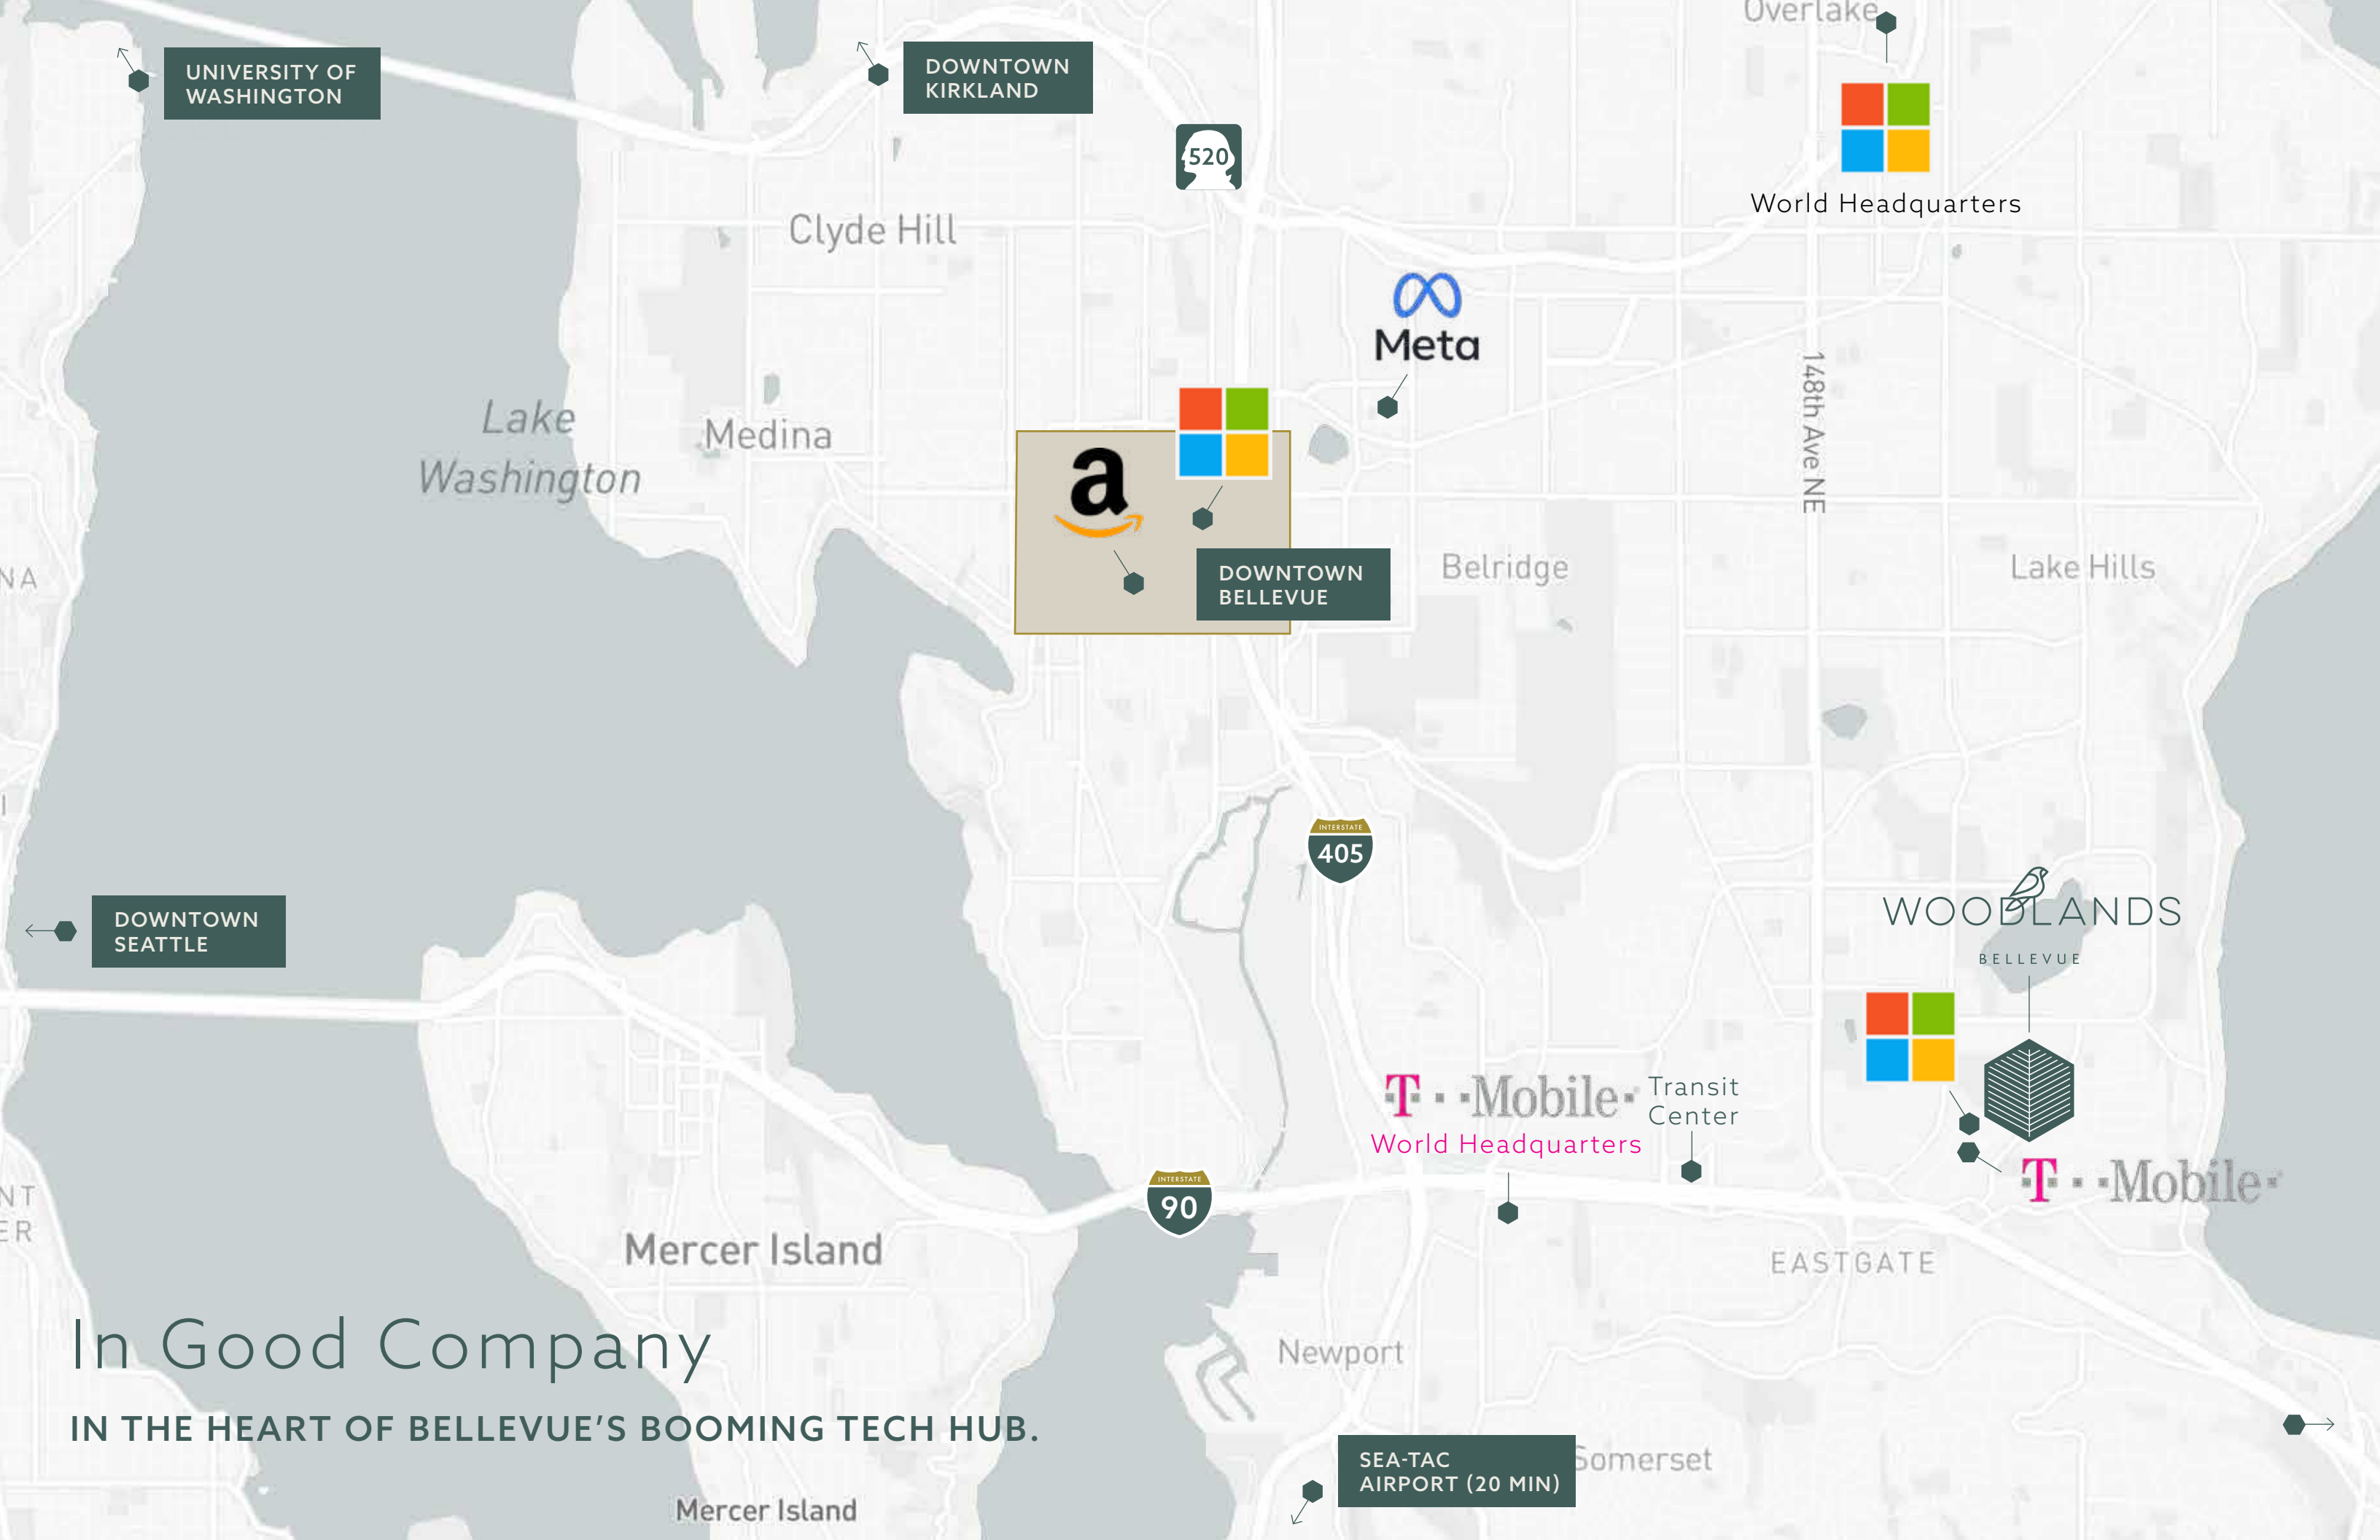 Overlake
UNIVERSITY OF
WASHINGTON
DOWNTOWN
KIRKLAND
520
World Headquarters
Clyde Hill
Meta
148th Ave NE
Lake
Washington
Medina
a
DOWNTOWN
BELLEVUE
Belridge
Lake Hills
NA
INTERSTATE
405
WOODLANDS
BELLEVUE
DOWNTOWN
SEATTLE
T··Mobile·
World Headquarters
Transit
Center
T··Mobile·
INTERSTATE
90
NT
ER
Mercer Island
EASTGATE
In Good Company
Newport
IN THE HEART OF BELLEVUE’S BOOMING TECH HUB.
SEA-TAC
AIRPORT (20 MIN)
Somerset
Mercer Island